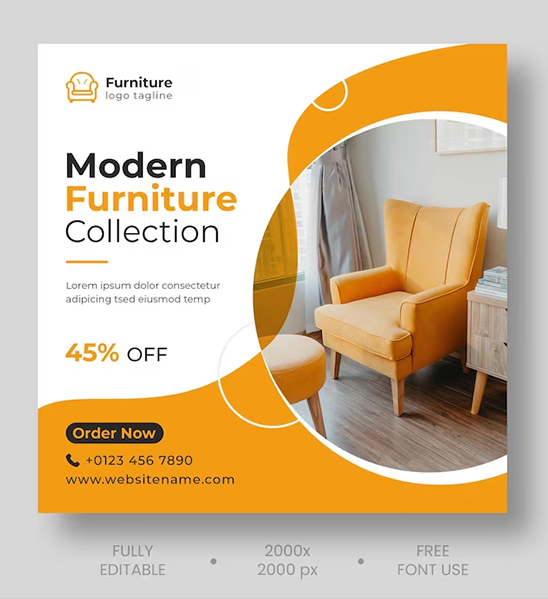 Furniture
logo tagline
Modern
Furniture
Collection
Lorem ipsum dolor consectetur
adipicing tsed eiusmod temp
45% OFF
Order Now
+0123 456 7890
www.websitename.com
FULLY
EDITABLE
2000x
2000 px
FREE
FONT USE